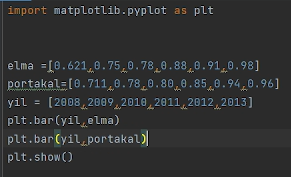 import matplotlib.pyplot as plt
elma =[0.621,0.75,0.78,0.88,0.91,0.98]
portakal=[0.711,0.78,0.80,0.85,0.94,0.96]
yil = [2008,2009,2010,2011,2012,2013]
plt.bar(yil,elma)
plt.bar(yil,portakal)
plt.show()